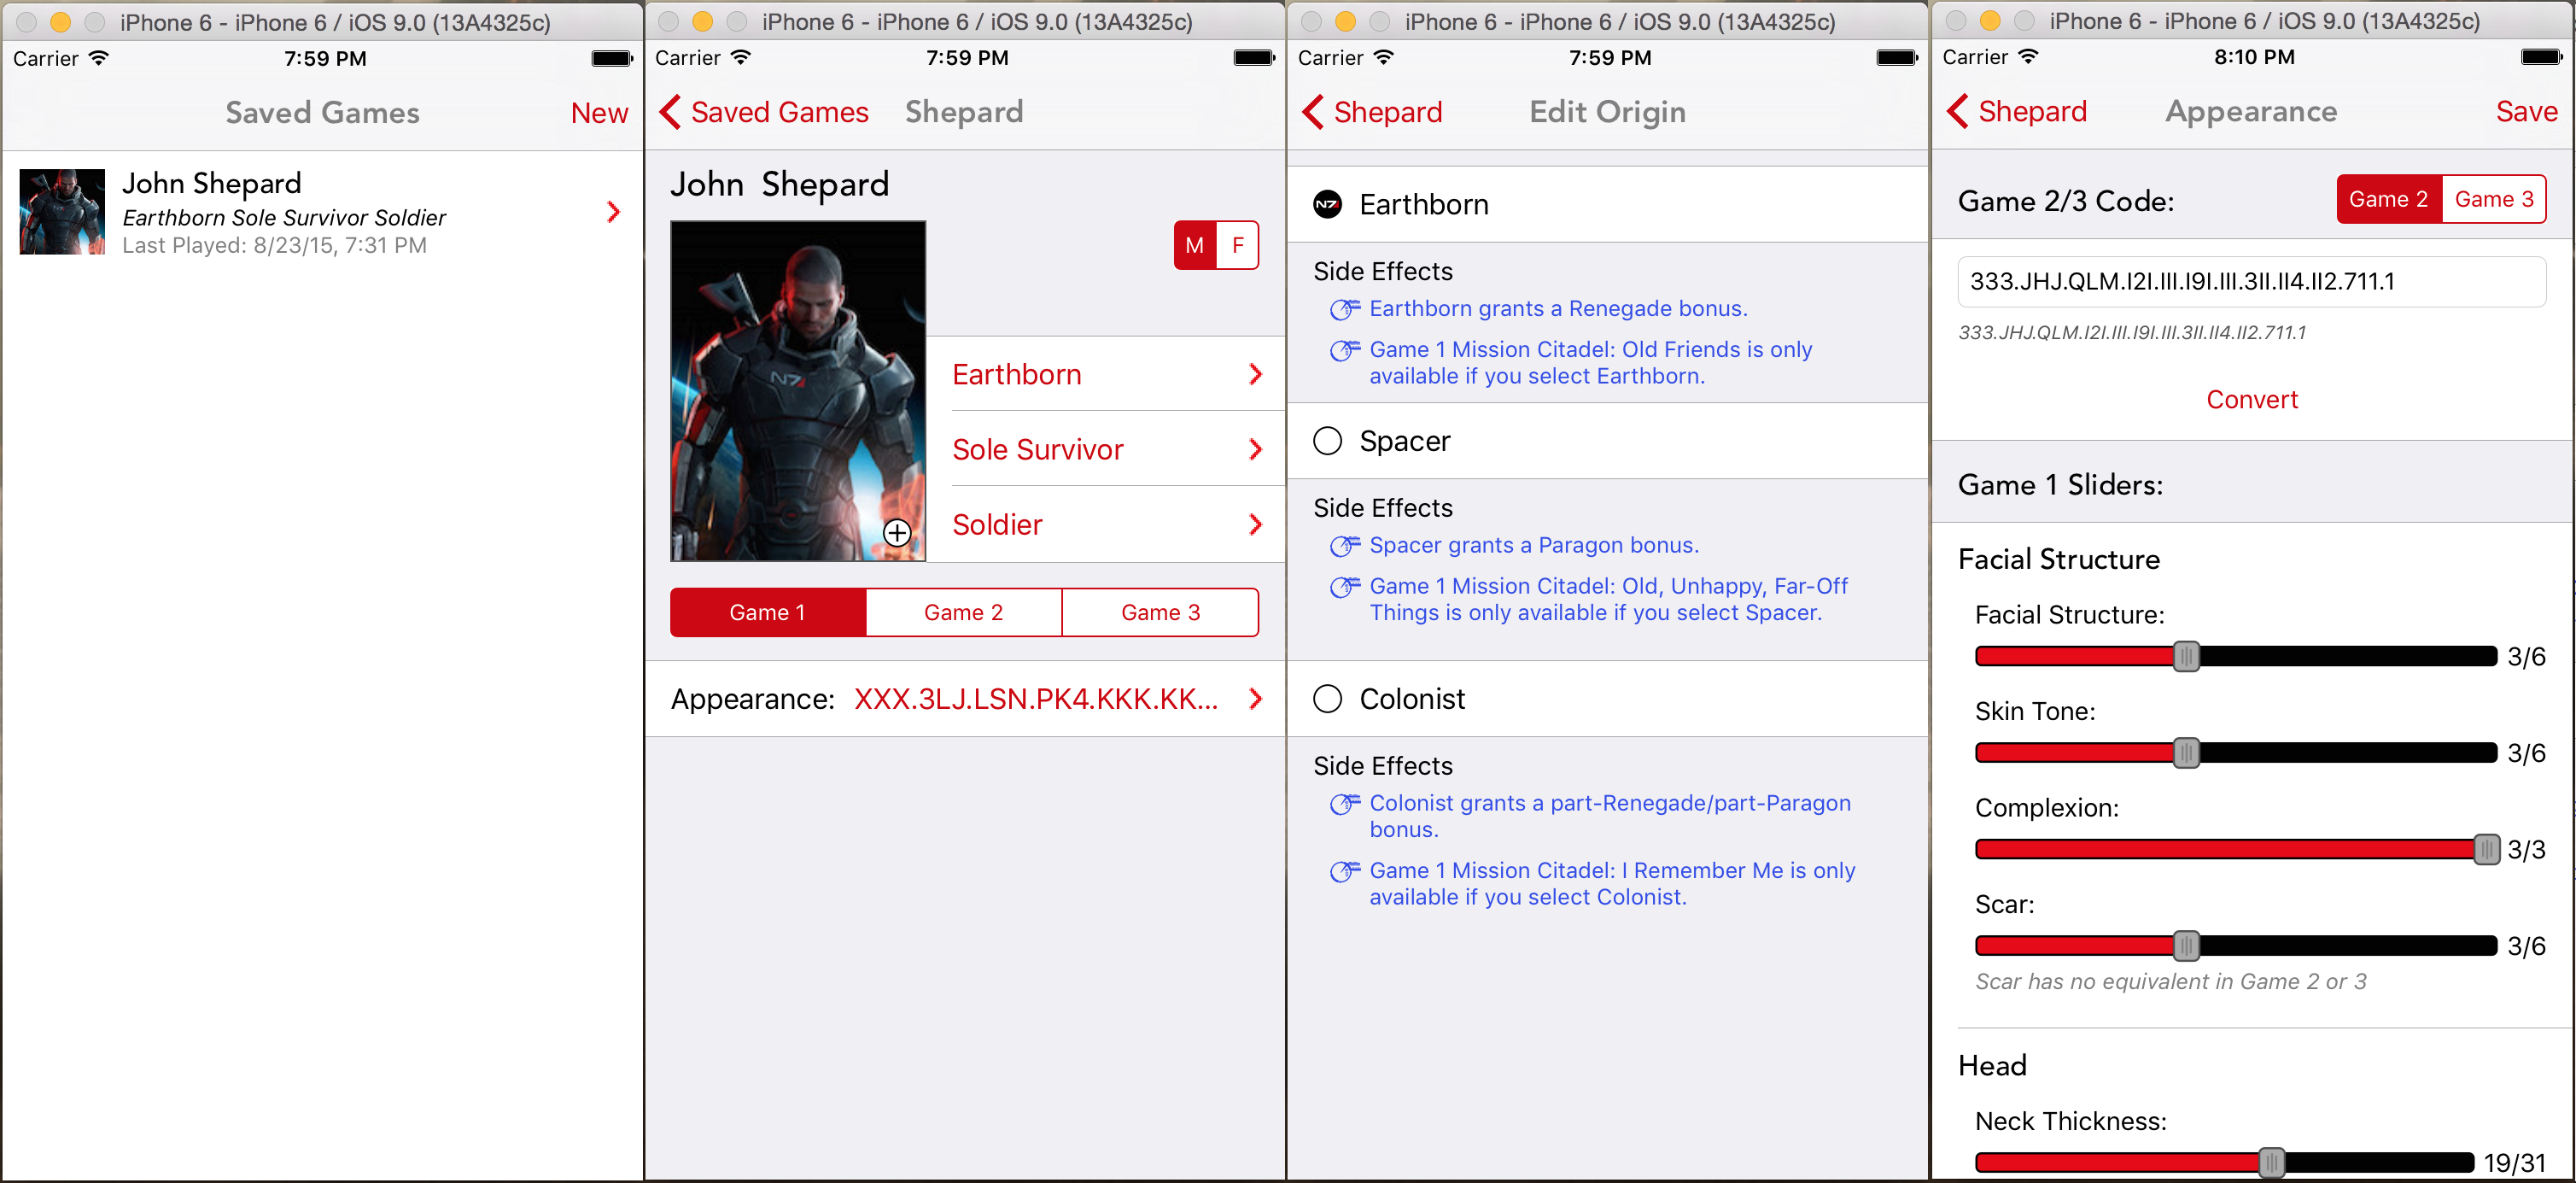 iPhone 6 - iPhone 6 / iOS 9.0 (13A4325c)
Carrier 7:59 PM
Saved Games New
John Shepard
Earthborn Sole Survivor Soldier
Last Played: 8/23/15, 7:31 PM
iPhone 6 - iPhone 6 / iOS 9.0 (13A4325c)
Carrier 7:59 PM
Saved Games Shepard
John Shepard
M F
N7
Earthborn
Sole Survivor
Soldier
Game 1 Game 2 Game 3
Appearance: XXX.3LJ.LSN.PK4.KKK.KK...
iPhone 6 - iPhone 6 / iOS 9.0 (13A4325c)
Carrier 7:59 PM
Shepard Edit Origin
N7 Earthborn
Side Effects
Earthborn grants a Renegade bonus.
Game 1 Mission Citadel: Old Friends is only
available if you select Earthborn.
Spacer
Side Effects
Spacer grants a Paragon bonus.
Game 1 Mission Citadel: Old, Unhappy, Far-Off
Things is only available if you select Spacer.
Colonist
Side Effects
Colonist grants a part-Renegade/part-Paragon
bonus.
Game 1 Mission Citadel: I Remember Me is only
available if you select Colonist.
iPhone 6 - iPhone 6 / iOS 9.0 (13A4325c)
Carrier 8:10 PM
Shepard Appearance Save
Game 2/3 Code: Game 2 Game 3
333.JHJ.QLM.I2I.III.I9I.III.3II.II4.II2.711.1
333.JHJ.QLM.I2I.III.I9I.III.3II.II4.II2.711.1
Convert
Game 1 Sliders:
Facial Structure
Facial Structure:
3/6
Skin Tone:
3/6
Complexion:
3/3
Scar:
3/6
Scar has no equivalent in Game 2 or 3
Head
Neck Thickness:
19/31